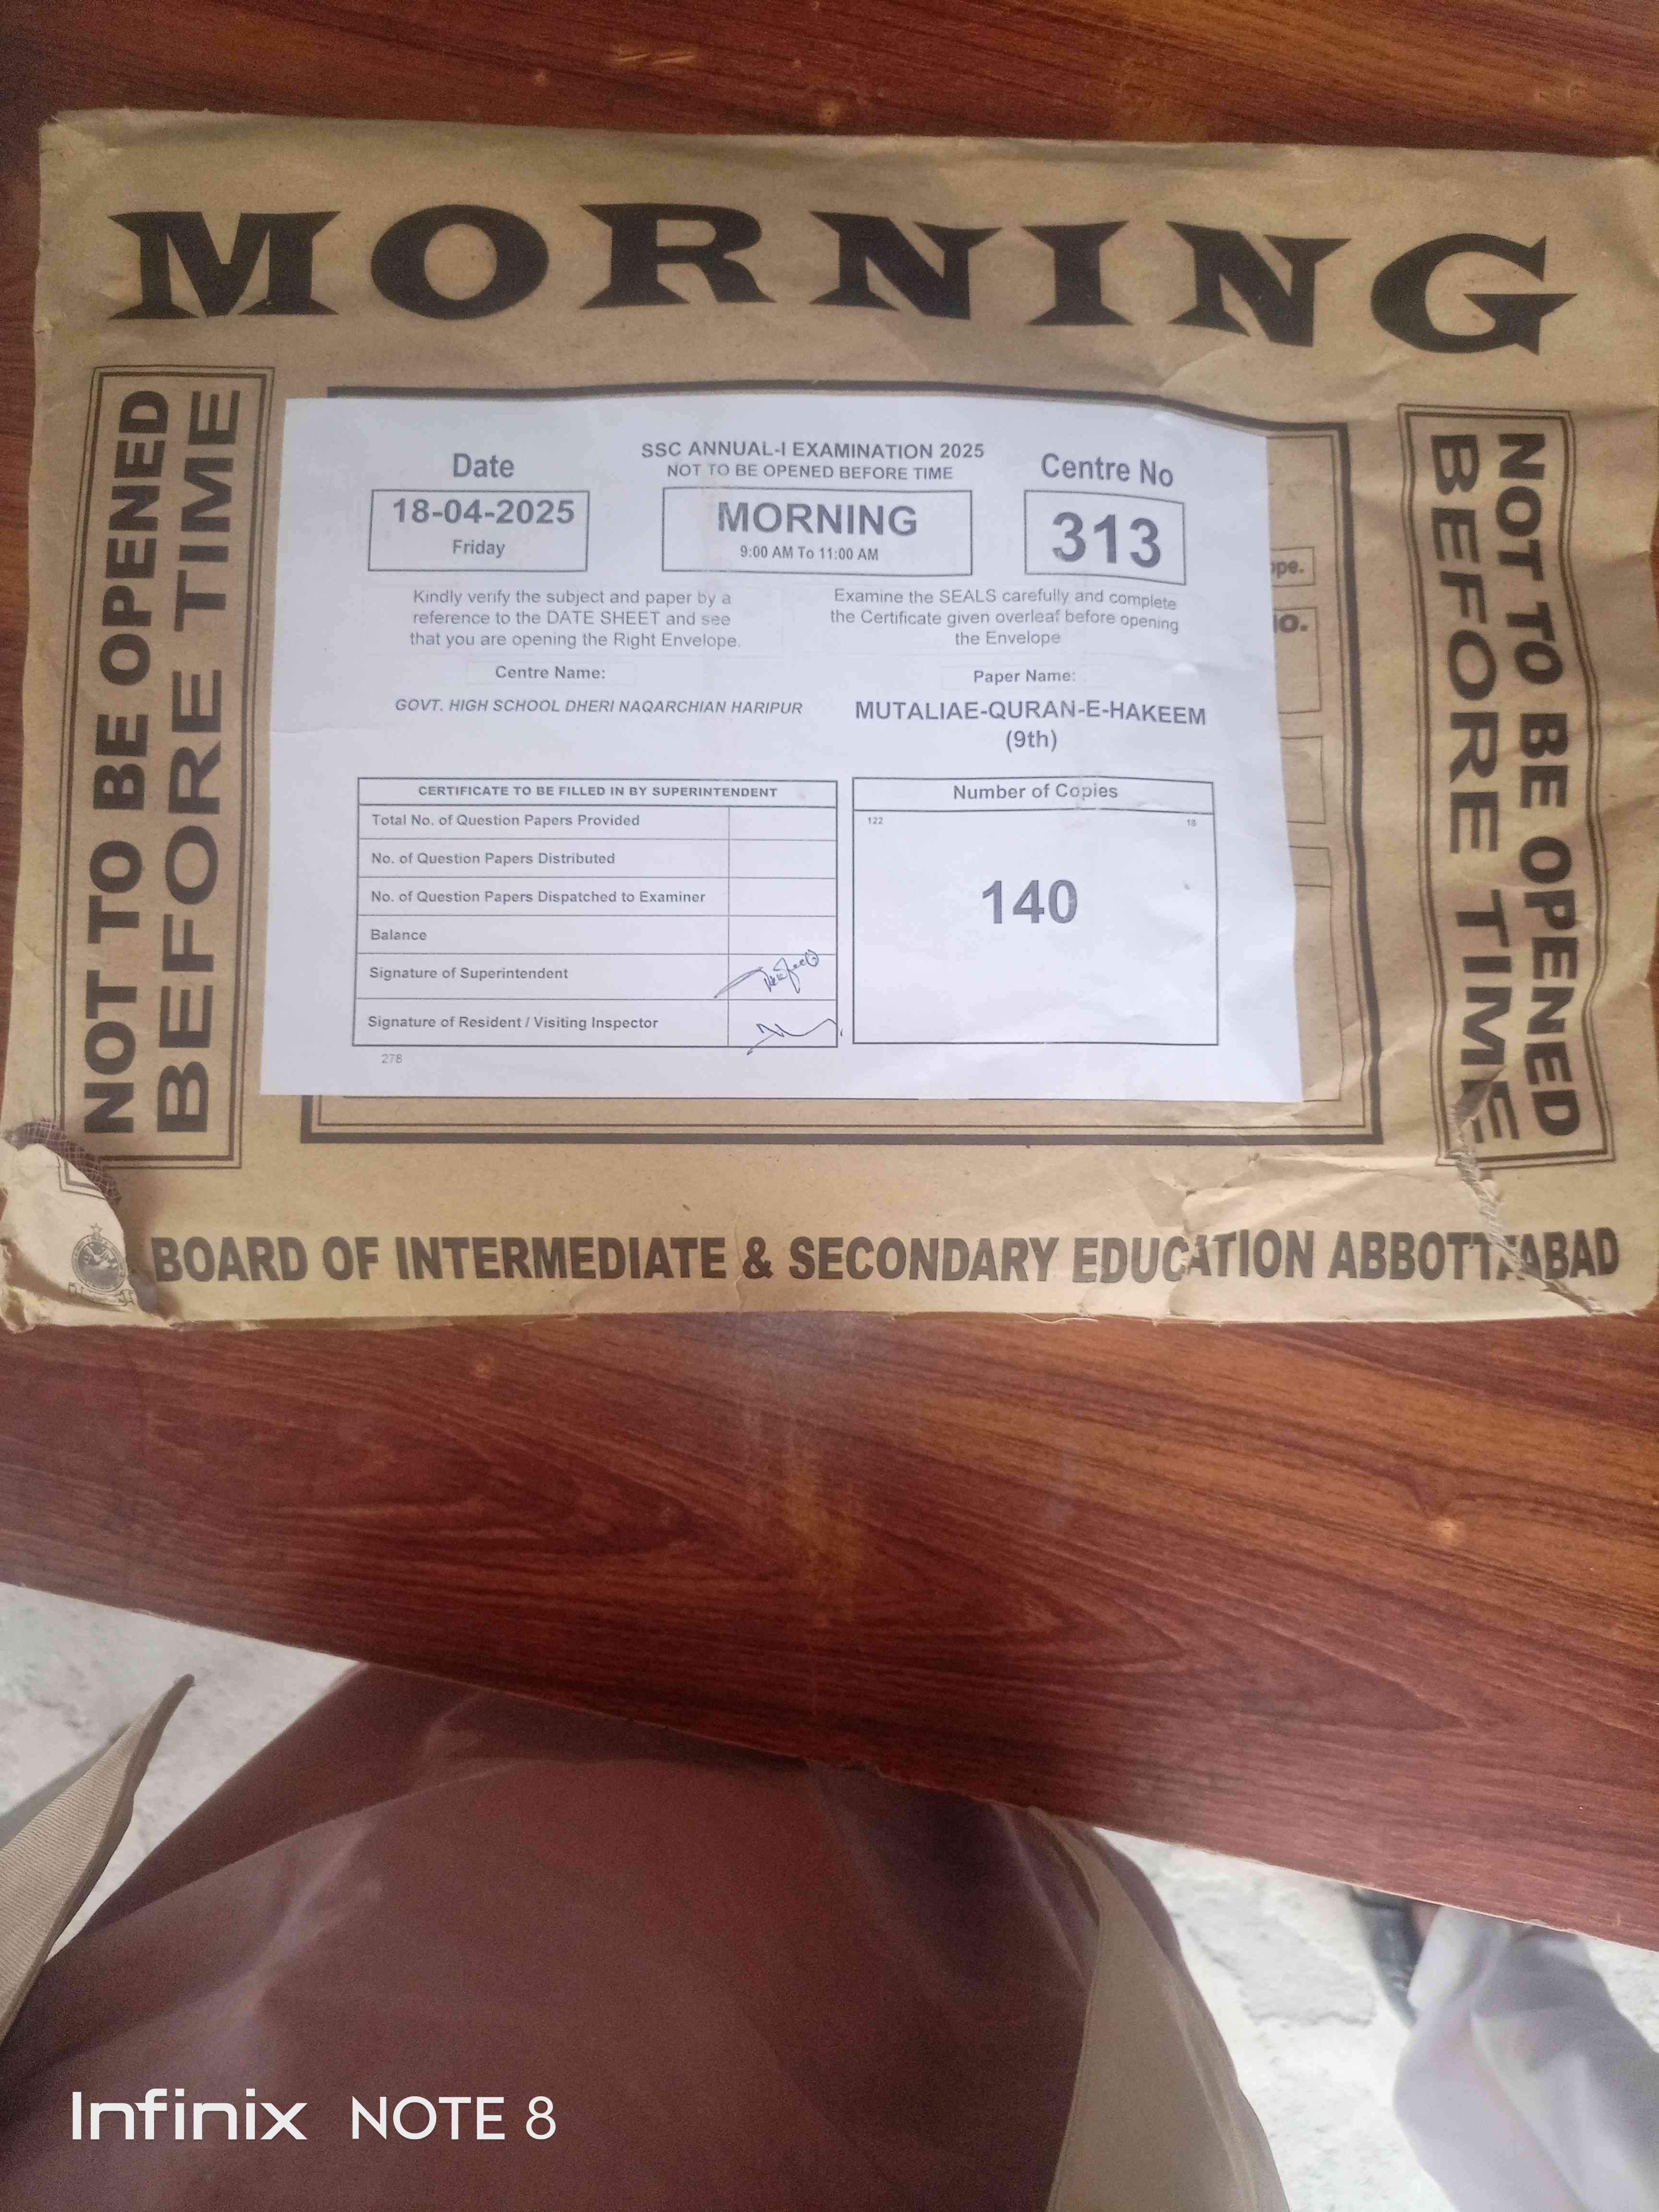 MORNING
NOT TO BE OPENED
BEFORE TIME
SSC ANNUAL-I EXAMINATION 2025
NOT TO BE OPENED BEFORE TIME
Date
18-04-2025
Friday
MORNING
9:00 AM To 11:00 AM
Centre No
313
Kindly verify the subject and paper by a
reference to the DATE SHEET and see
that you are opening the Right Envelope.
Examine the SEALS carefully and complete
the Certificate given overleaf before opening
the Envelope
Centre Name:
GOVT. HIGH SCHOOL DHERI NAQARCHIAN HARIPUR
Paper Name:
MUTALIAE-QURAN-E-HAKEEM
(9th)
CERTIFICATE TO BE FILLED IN BY SUPERINTENDENT
Total No. of Question Papers Provided
No. of Question Papers Distributed
No. of Question Papers Dispatched to Examiner
Balance
Signature of Superintendent
Signature of Resident / Visiting Inspector
278
Number of Copies
122 18
140
ope.
NOT TO BE OPENED
BEFORE TIME
BOARD OF INTERMEDIATE & SECONDARY EDUCATION ABBOTTABAD
Infinix NOTE 8